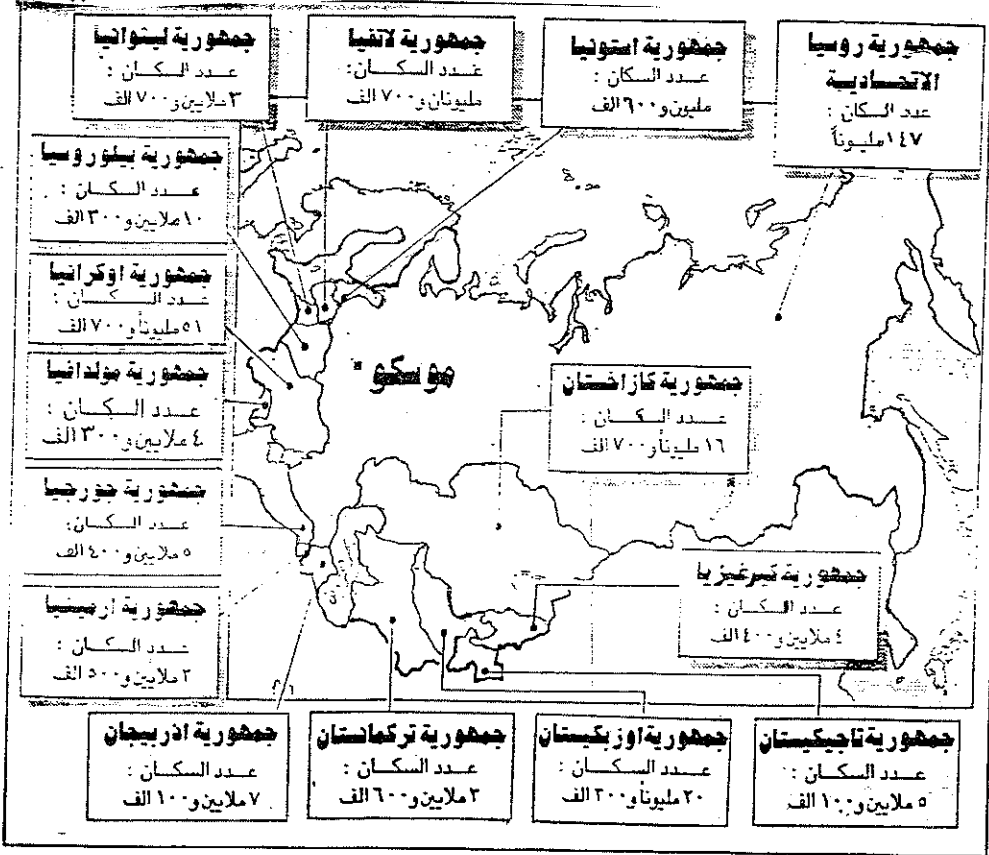 جمهورية روسيا
الاتحادية
عدد السكان :
١٤٧ مليوناً
جمهورية استونيا
عدد السكان :
مليون و٦٠٠ الف
جمهورية لاتفيا
عدد السكان:
مليونان و٧٠٠ الف
جمهورية ليتوانيا
عدد السكان :
٣ ملايين و٧٠٠ الف
جمهورية بيلوروسيا
عدد السكان :
١٠ ملايين و٣٠٠ الف
جمهورية اوكرانيا
عدد السكان :
٥١ مليوناً و٧٠٠ الف
جمهورية مولدافيا
عدد السكان :
٤ ملايين و٣٠٠ الف
موسكو
جمهورية كازاخستان
عدد السكان :
١٦ مليوناً و٧٠٠ الف
جمهورية جورجيا
عدد السكان:
٥ ملايين و٤٠٠ الف
جمهورية قيرغيزيا
عدد السكان :
٤ ملايين و٤٠٠ الف
جمهورية ارمينيا
عدد السكان :
ملايين و٥٠٠ الف
جمهورية تاجيكيستان
عدد السكان :
٥ ملايين و١٠٠ الف
جمهورية اوزبكيستان
عدد السكان :
٢٠ مليوناً و٣٠٠ الف
جمهورية تركمانستان
عدد السكان :
٣ ملايين و٦٠٠ الف
جمهورية اذربيجان
عدد السكان :
٧ ملايين و١٠٠ الف